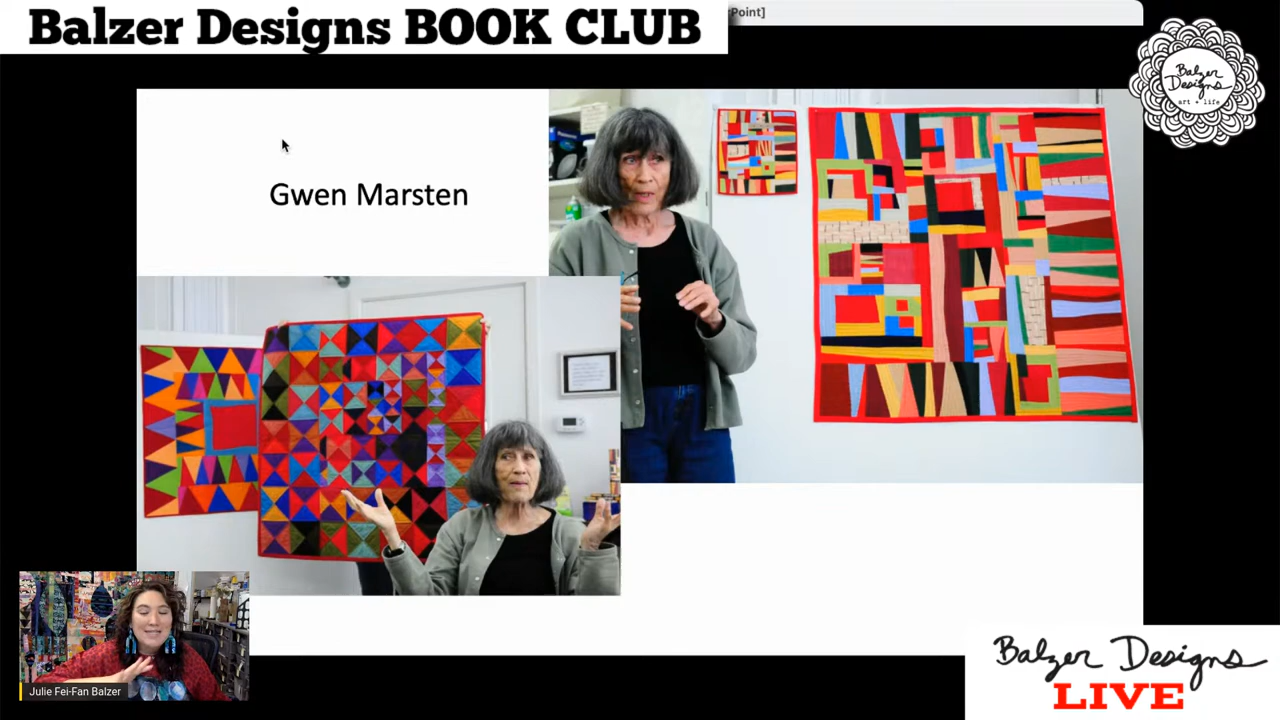 Balzer Designs BOOK CLUB
Point]
Balzer
Designs
art + life
Gwen Marsten
Julie Fei-Fan Balzer
Balzer Designs
LIVE